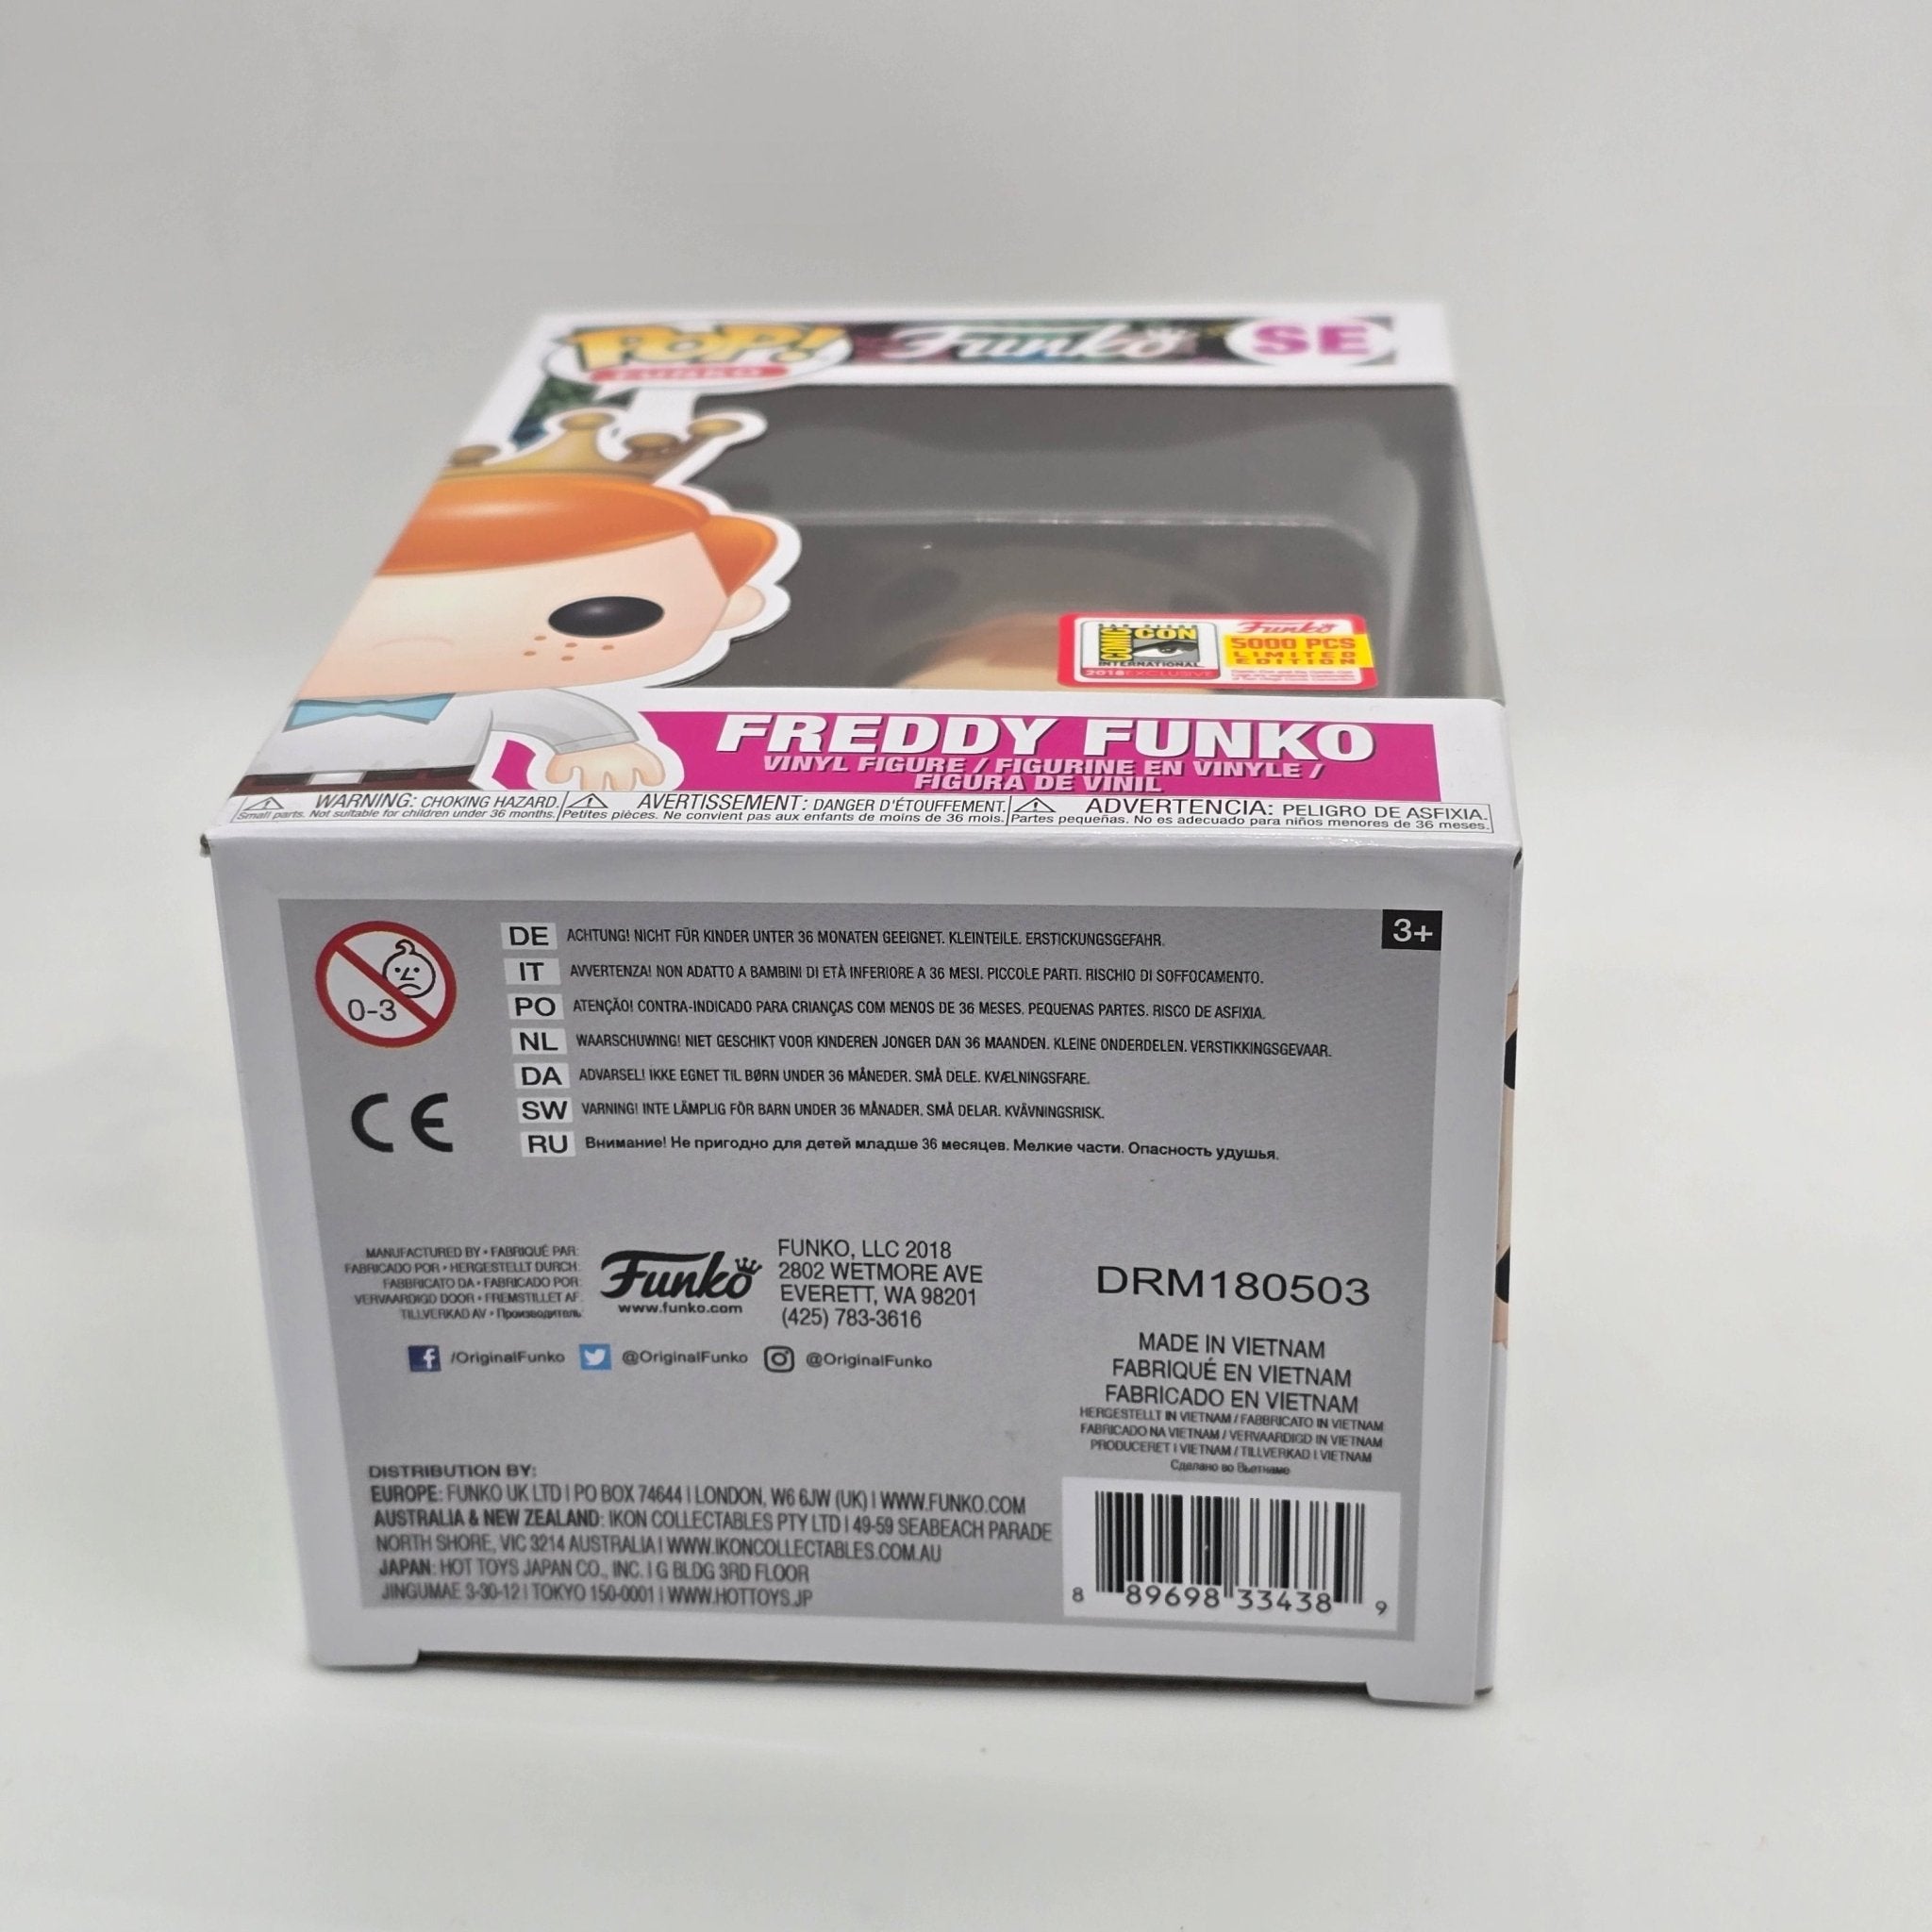 POP! Funko SE
FUNKO
COMIC CON
INTERNATIONAL
2018 EXCLUSIVE
Funko
5000 PCS
LIMITED
EDITION
FREDDY FUNKO
VINYL FIGURE / FIGURINE EN VINYLE /
FIGURA DE VINIL
WARNING: CHOKING HAZARD.
Small parts. Not suitable for children under 36 months.
AVERTISSEMENT: DANGER D'ÉTOUFFEMENT.
Petites pièces. Ne convient pas aux enfants de moins de 36 mois.
ADVERTENCIA: PELIGRO DE ASFIXIA.
Partes pequeñas. No es adecuado para niños menores de 36 meses.
0-3
3+
DE ACHTUNG! NICHT FÜR KINDER UNTER 36 MONATEN GEEIGNET. KLEINTEILE. ERSTICKUNGSGEFAHR.
IT AVVERTENZA! NON ADATTO A BAMBINI DI ETÀ INFERIORE A 36 MESI. PICCOLE PARTI. RISCHIO DI SOFFOCAMENTO.
PO ATENÇÃO! CONTRA-INDICADO PARA CRIANÇAS COM MENOS DE 36 MESES. PEQUENAS PARTES. RISCO DE ASFIXIA.
NL WAARSCHUWING! NIET GESCHIKT VOOR KINDEREN JONGER DAN 36 MAANDEN. KLEINE ONDERDELEN. VERSTIKKINGSGEVAAR.
DA ADVARSEL! IKKE EGNET TIL BØRN UNDER 36 MÅNEDER. SMÅ DELE. KVÆLNINGSFARE.
SW VARNING! INTE LÄMPLIG FÖR BARN UNDER 36 MÅNADER. SMÅ DELAR. KVÄVNINGSRISK.
RU Внимание! Не пригодно для детей младше 36 месяцев. Мелкие части. Опасность удушья.
CE
MANUFACTURED BY • FABRIQUÉ PAR:
FABRICADO POR • HERGESTELLT DURCH:
FABBRICATO DA • FABRICADO POR:
VERVAARDIGD DOOR • FREMSTILLET AF:
TILLVERKAD AV • Производитель:
Funko
www.funko.com
FUNKO, LLC 2018
2802 WETMORE AVE
EVERETT, WA 98201
(425) 783-3616
/OriginalFunko @OriginalFunko @OriginalFunko
DRM180503
MADE IN VIETNAM
FABRIQUÉ EN VIETNAM
FABRICADO EN VIETNAM
HERGESTELLT IN VIETNAM / FABBRICATO IN VIETNAM
FABRICADO NA VIETNAM / VERVAARDIGD IN VIETNAM
PRODUCERET I VIETNAM / TILLVERKAD I VIETNAM
Сделано во Вьетнаме
DISTRIBUTION BY:
EUROPE: FUNKO UK LTD | PO BOX 74644 | LONDON, W6 6JW (UK) | WWW.FUNKO.COM
AUSTRALIA & NEW ZEALAND: IKON COLLECTABLES PTY LTD | 49-59 SEABEACH PARADE
NORTH SHORE, VIC 3214 AUSTRALIA | WWW.IKONCOLLECTABLES.COM.AU
JAPAN: HOT TOYS JAPAN CO., INC. | G BLDG 3RD FLOOR
JINGUMAE 3-30-12 | TOKYO 150-0001 | WWW.HOTTOYS.JP
8 89698 33438 9